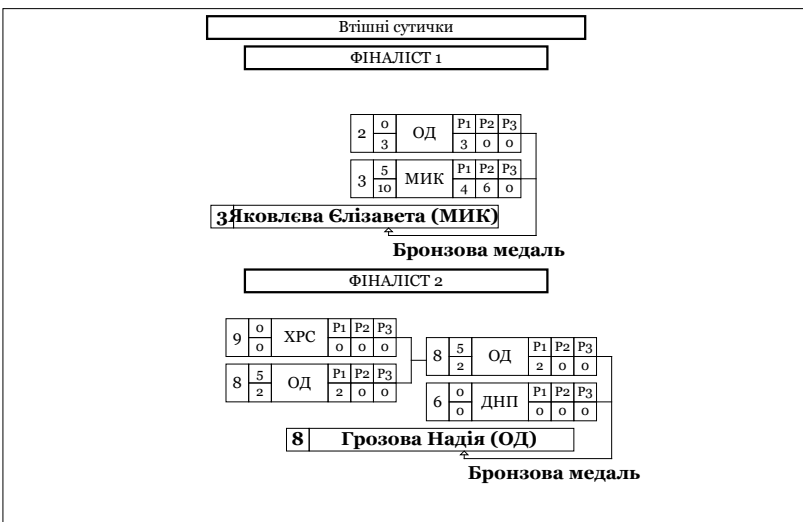 Втішні сутички
ФІНАЛІСТ 1
2 0 3 ОД P1 P2 P3 3 0 0
3 5 10 МИК P1 P2 P3 4 6 0
3 Яковлєва Єлізавета (МИК)
Бронзова медаль
ФІНАЛІСТ 2
9 0 0 ХРС P1 P2 P3 0 0 0
8 5 2 ОД P1 P2 P3 2 0 0
8 5 2 ОД P1 P2 P3 2 0 0
6 0 0 ДНП P1 P2 P3 0 0 0
8 Грозова Надія (ОД)
Бронзова медаль